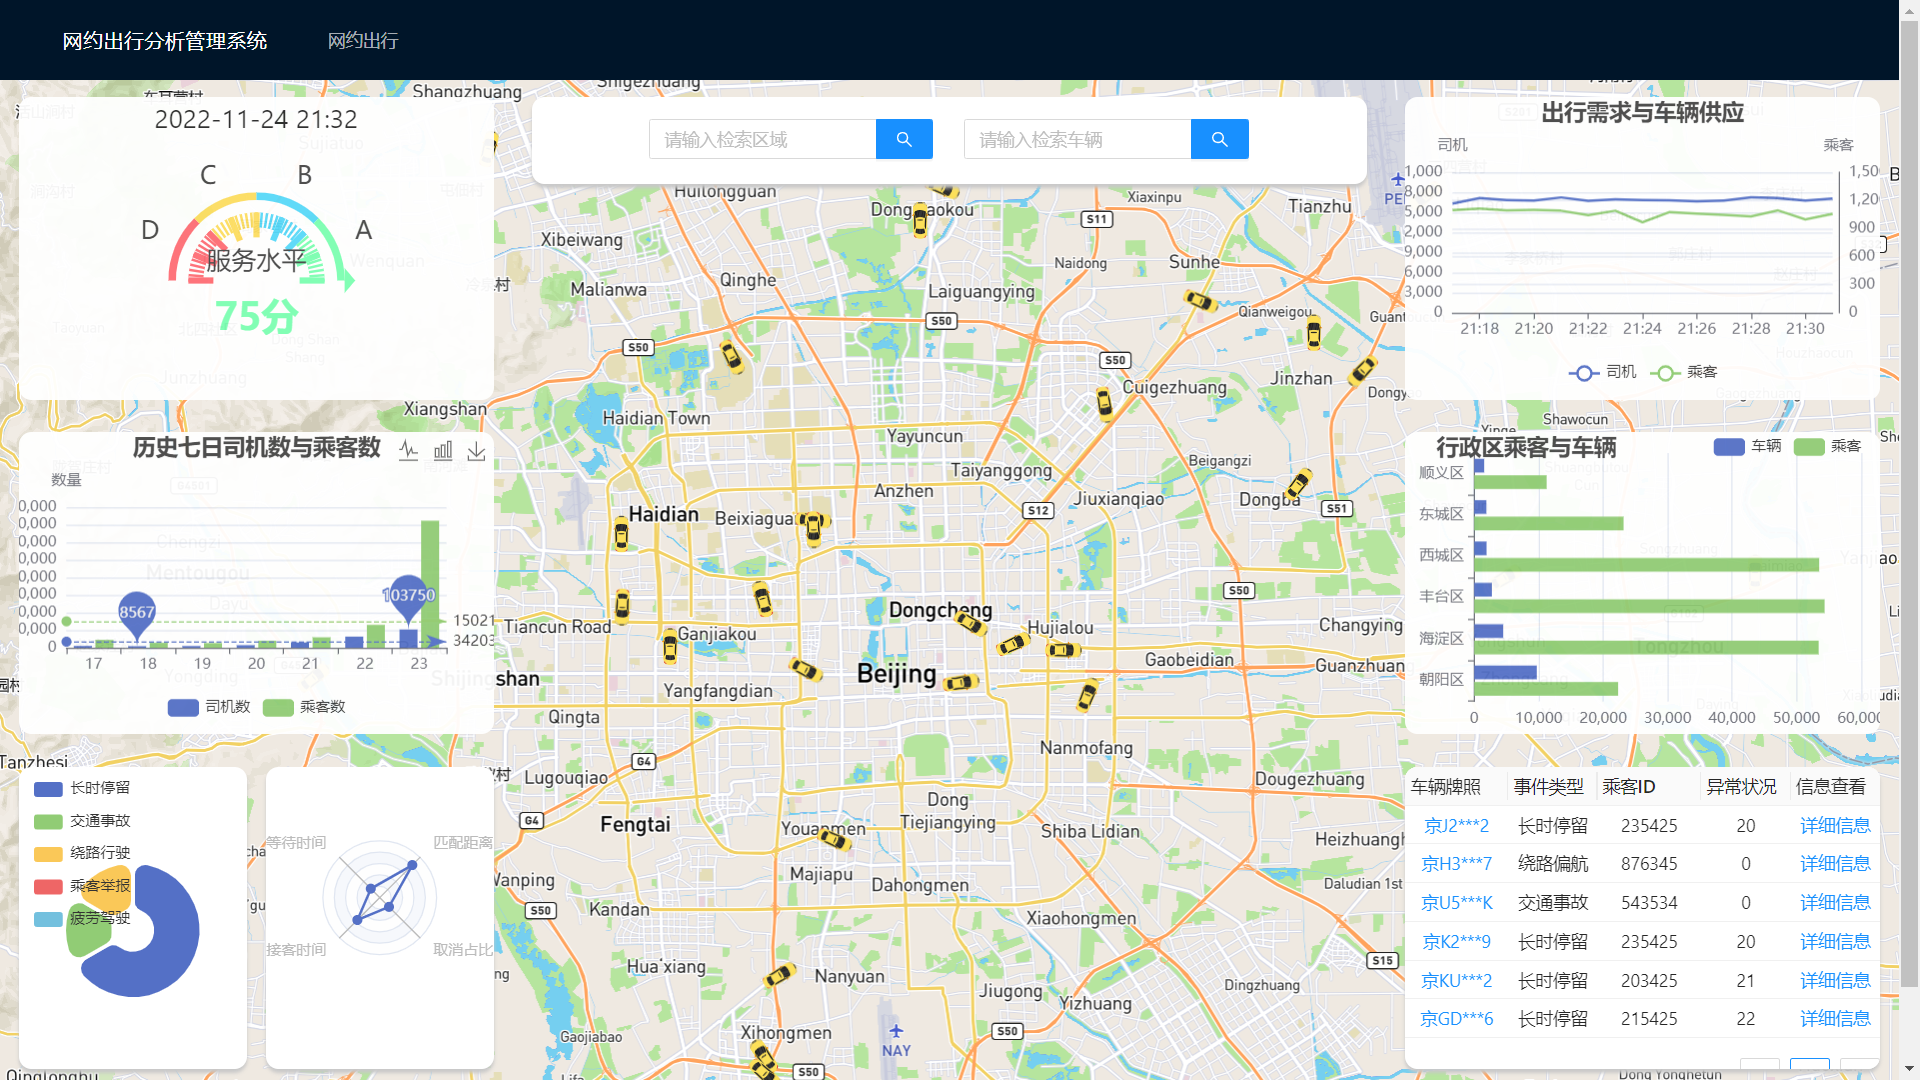 网约出行分析管理系统 网约出行
2022-11-24 21:32
C B
D A
服务水平
75分
历史七日司机数与乘客数
数量
0,000
0,000
0,000
0,000
0,000
0,000
0,000
0,000
0
8567
103750
15021
34203
17 18 19 20 21 22 23
司机数 乘客数
长时停留
交通事故
绕路行驶
乘客举报
疲劳驾驶
等待时间 匹配距离
接客时间 取消占比
请输入检索区域 请输入检索车辆
Shangzhuang
Huilongguan
Xiaxinpu
Tianzhu
S11
Xibeiwang
Naidong
Sunhe
Qinghe
Malianwa
Laiguangying
Qianweigou
S50
S50
S50
Cuigezhuang
Jinzhan
Xiangshan
Haidian Town
Yayuncun
Shawocun
Taiyanggong
Beigangzi
Anzhen
Jiuxianqiao
Dongba
S51
S12
Haidian
S50
Dongcheng
Tiancun Road
Ganjiakou
Hujialou
Changying
Gaobeidian
Guanzhuan
Beijing
shan
Yangfangdian
Qingta
Nanmofang
G4
Lugouqiao
Dougezhuang
Tanzhesi
Dong
Tiejiangying
G4
Fengtai
Shiba Lidian
Heizhuangh
Majiapu
Dahongmen
Daludian 1st
Kandan
S50
Xiaohongmen
S15
Nanyuan
Jiugong
Dingzhuang
Yizhuang
S50
Xihongmen
Gaojiabao
NAY
S50
出行需求与车辆供应
司机 乘客
1,000
8,000
5,000
2,000
9,000
6,000
3,000
0
1,50
1,200
900
600
300
0
21:18 21:20 21:22 21:24 21:26 21:28 21:30
司机 乘客
行政区乘客与车辆
车辆 乘客
顺义区
东城区
西城区
丰台区
海淀区
朝阳区
0 10,000 20,000 30,000 40,000 50,000 60,000
车辆牌照 事件类型 乘客ID 异常状况 信息查看
京J2***2 长时停留 235425 20 详细信息
京H3***7 绕路偏航 876345 0 详细信息
京U5***K 交通事故 543534 0 详细信息
京K2***9 长时停留 235425 20 详细信息
京KU***2 长时停留 203425 21 详细信息
京GD***6 长时停留 215425 22 详细信息